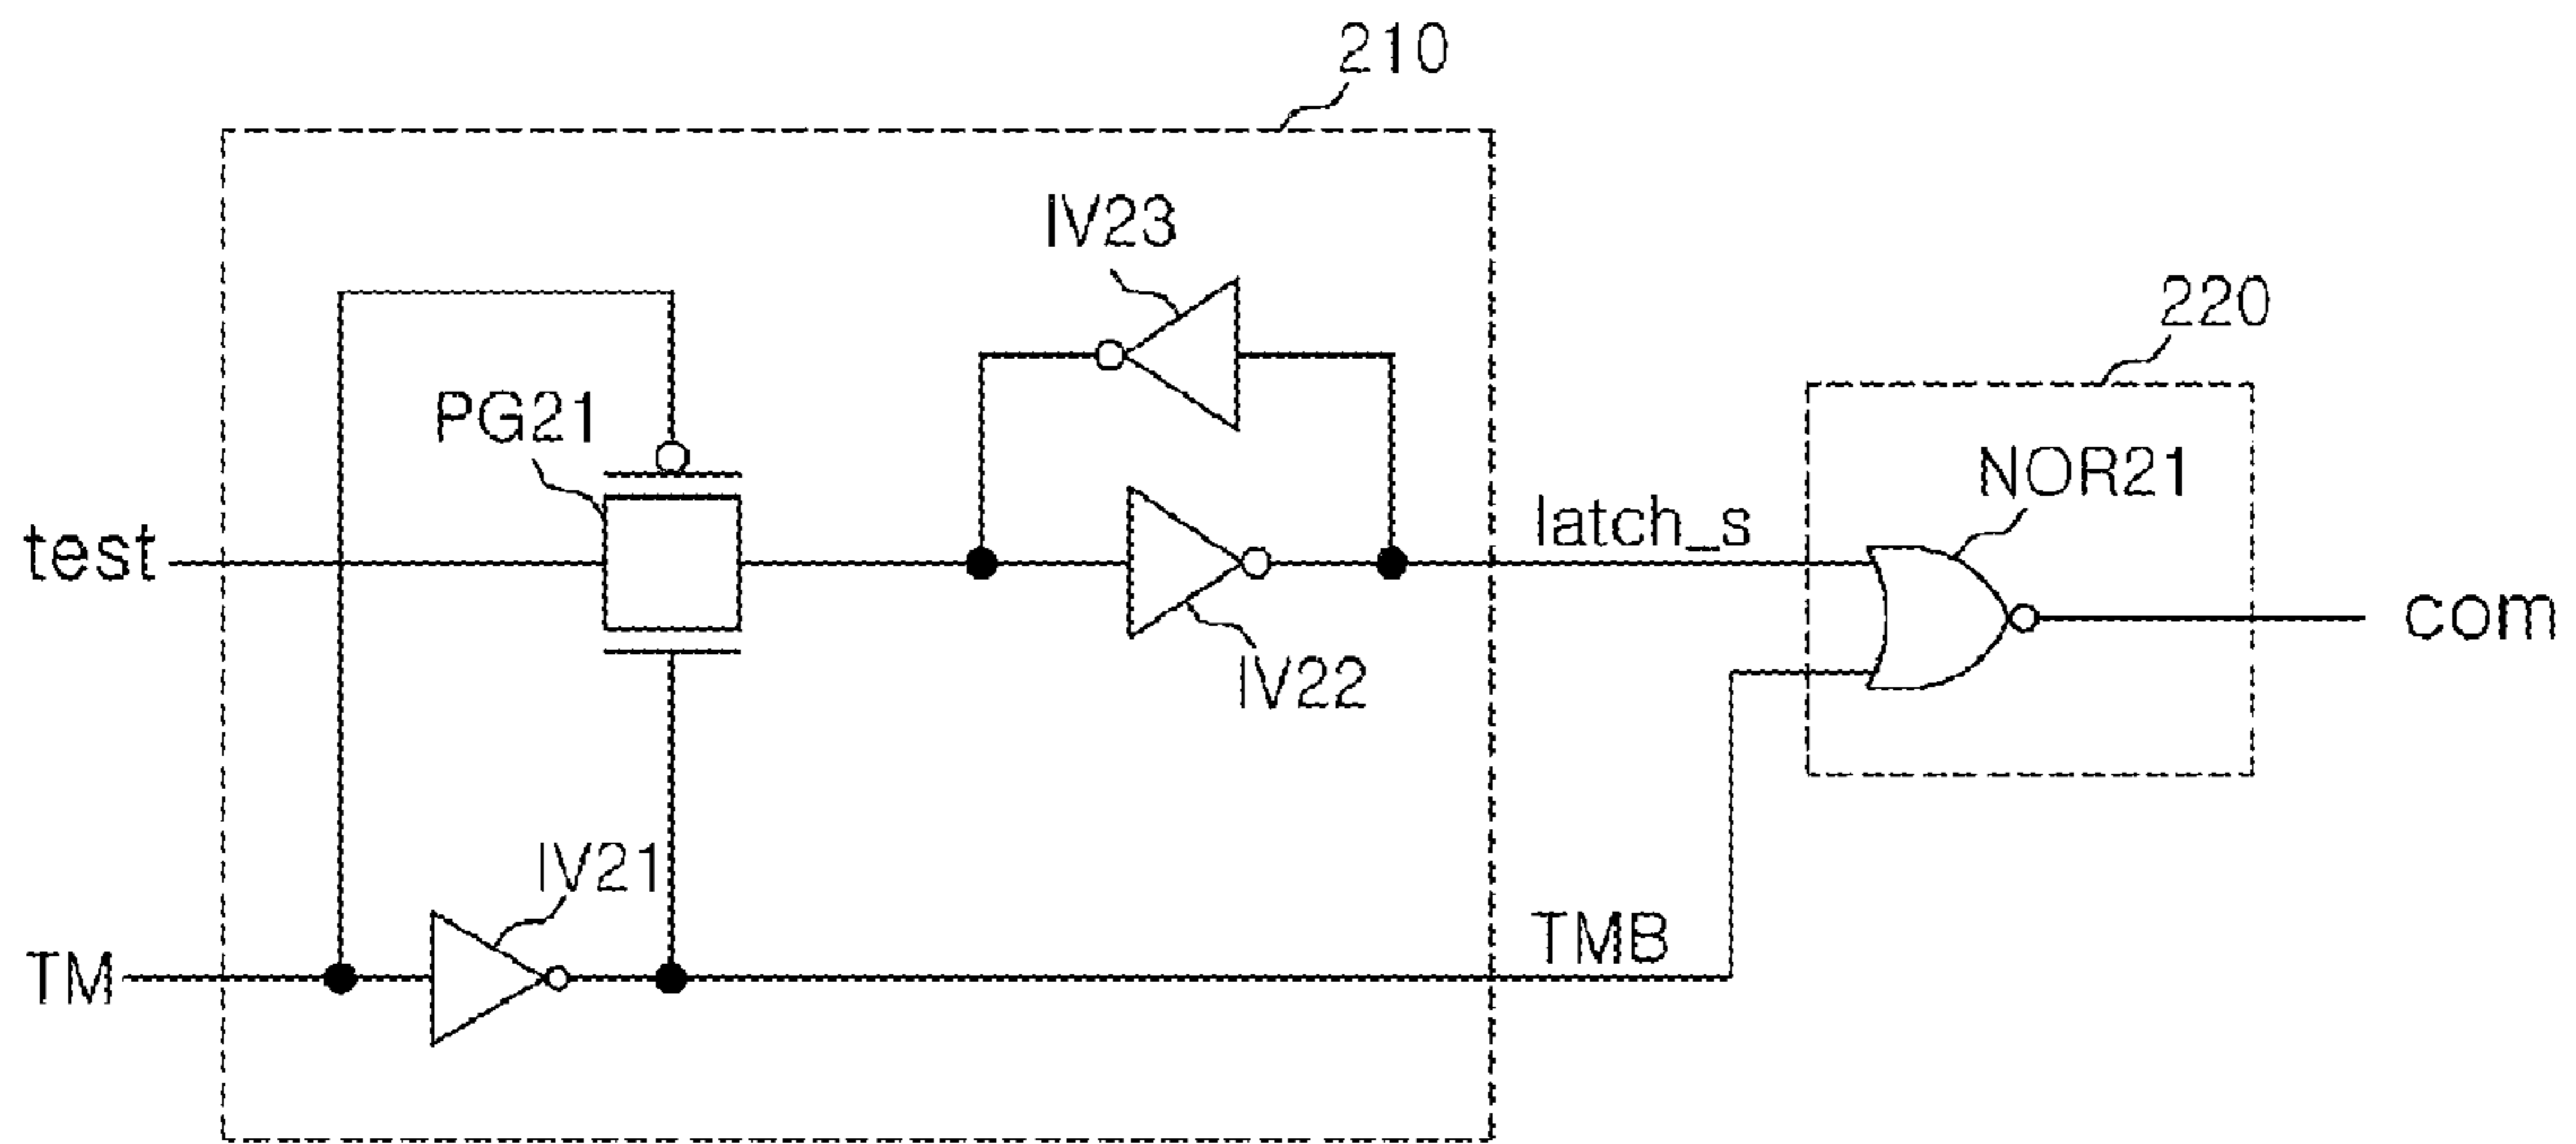 210
IV23
220
PG21
NOR21
test
latch_s
com
IV22
IV21
TMB
TM